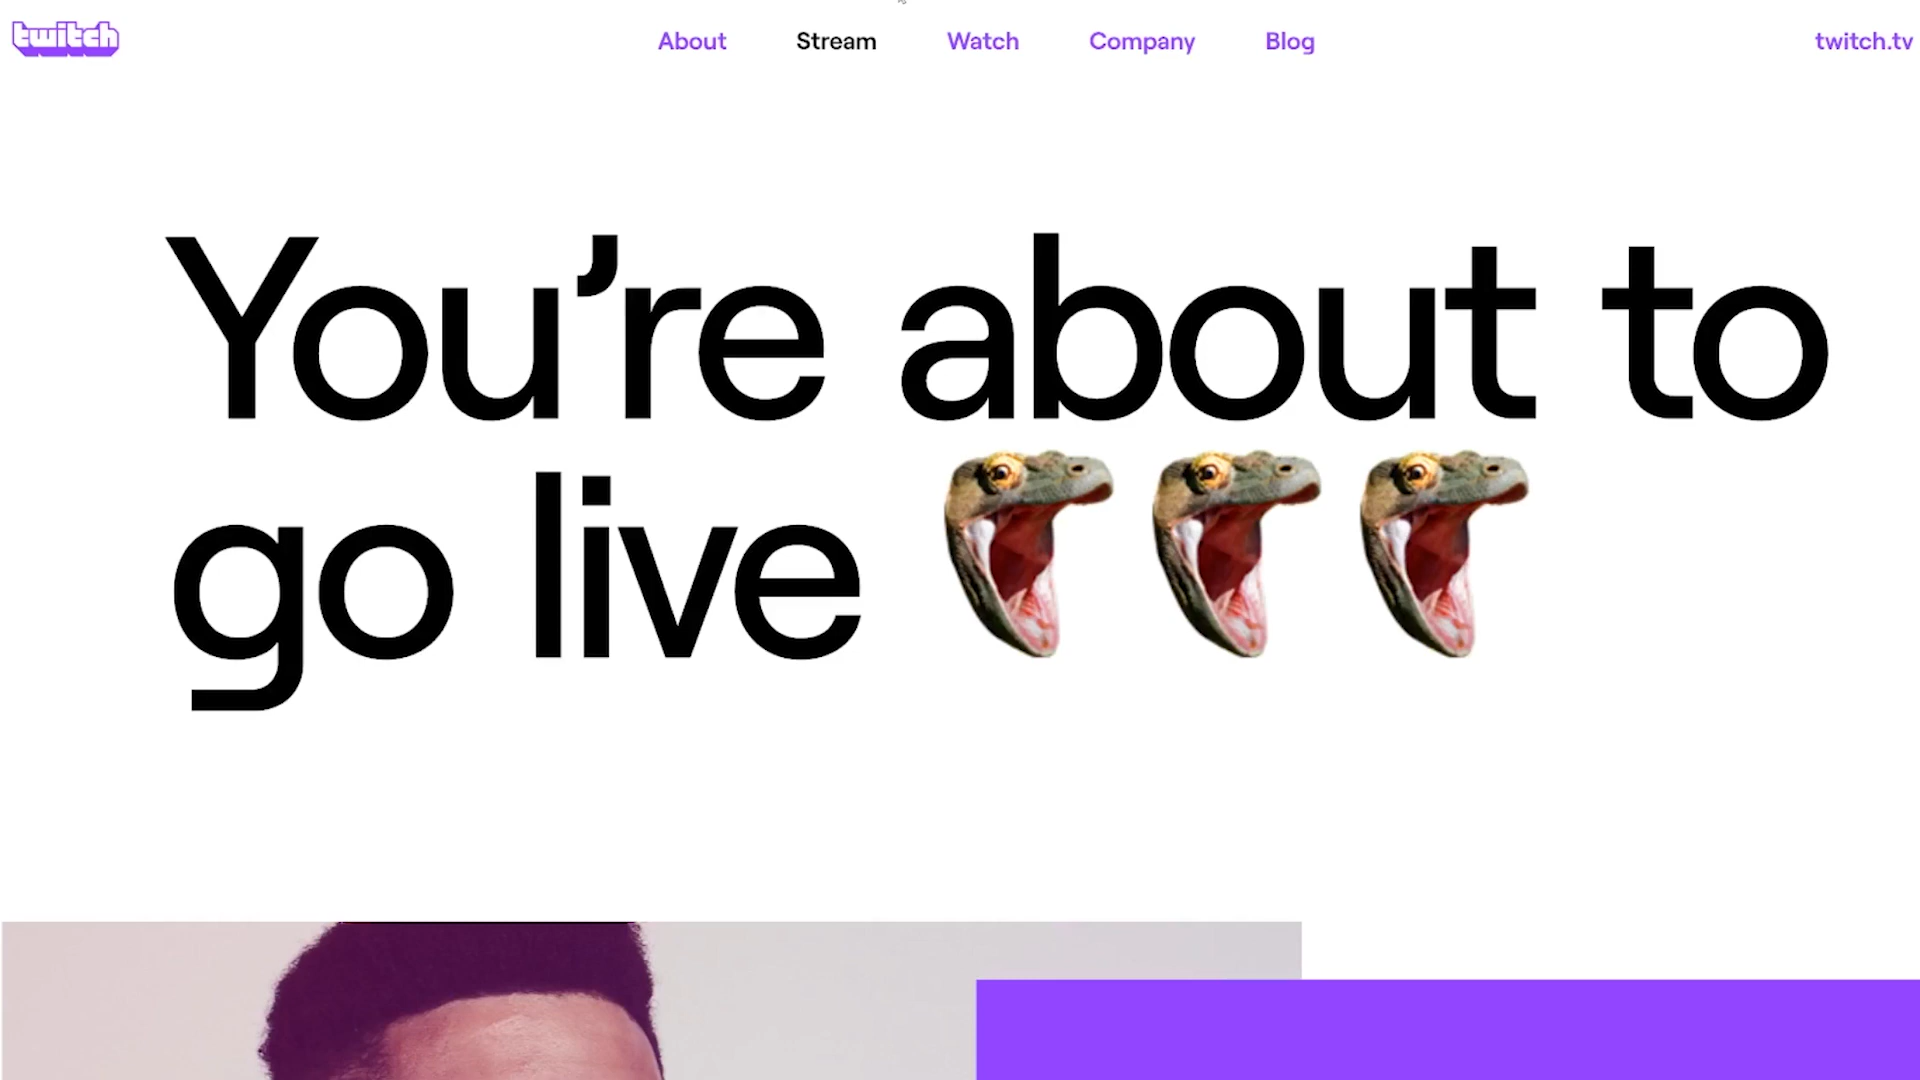 twitch
About
Stream
Watch
Company
Blog
twitch.tv
You’re about to
go live